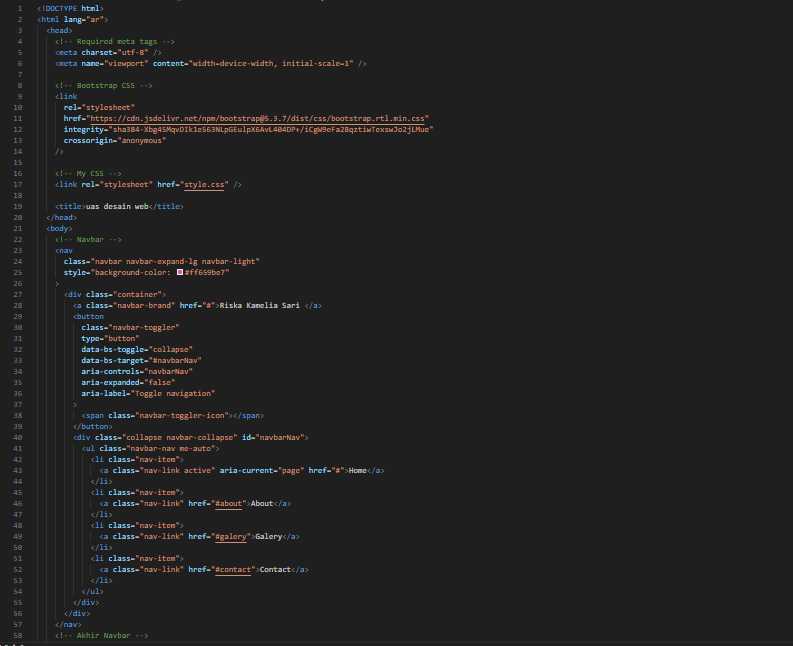 1 <!DOCTYPE html>
2 <html lang="ar">
3 <head>
4 <!-- Required meta tags -->
5 <meta charset="utf-8" />
6 <meta name="viewport" content="width=device-width, initial-scale=1" />
7
8 <!-- Bootstrap CSS -->
9 <link
10 rel="stylesheet"
11 href="https://cdn.jsdelivr.net/npm/bootstrap@5.3.7/dist/css/bootstrap.rtl.min.css"
12 integrity=
13 crossorigin="anonymous"
14 />
15
16 <!-- My CSS -->
17 <link rel="stylesheet" href="style.css" />
18
19 <title>uas desain web</title>
20 </head>
21 <body>
22 <!-- Navbar -->
23 <nav
24 class="navbar navbar-expand-lg navbar-light"
25 style="background-color: #ff659be7"
26 >
27 <div class="container">
28 <a class="navbar-brand" href="#">Riska Kamelia Sari </a>
29 <button
30 class="navbar-toggler"
31 type="button"
32 data-bs-toggle="collapse"
33 data-bs-target="#navbarNav"
34 aria-controls="navbarNav"
35 aria-expanded="false"
36 aria-label="Toggle navigation"
37 >
38 <span class="navbar-toggler-icon"></span>
39 </button>
40 <div class="collapse navbar-collapse" id="navbarNav">
41 <ul class="navbar-nav me-auto">
42 <li class="nav-item">
43 <a class="nav-link active" aria-current="page" href="#">Home</a>
44 </li>
45 <li class="nav-item">
46 <a class="nav-link" href="#about">About</a>
47 </li>
48 <li class="nav-item">
49 <a class="nav-link" href="#galery">Galery</a>
50 </li>
51 <li class="nav-item">
52 <a class="nav-link" href="#contact">Contact</a>
53 </li>
54 </ul>
55 </div>
56 </div>
57 </nav>
58 <!-- Akhir Navbar -->